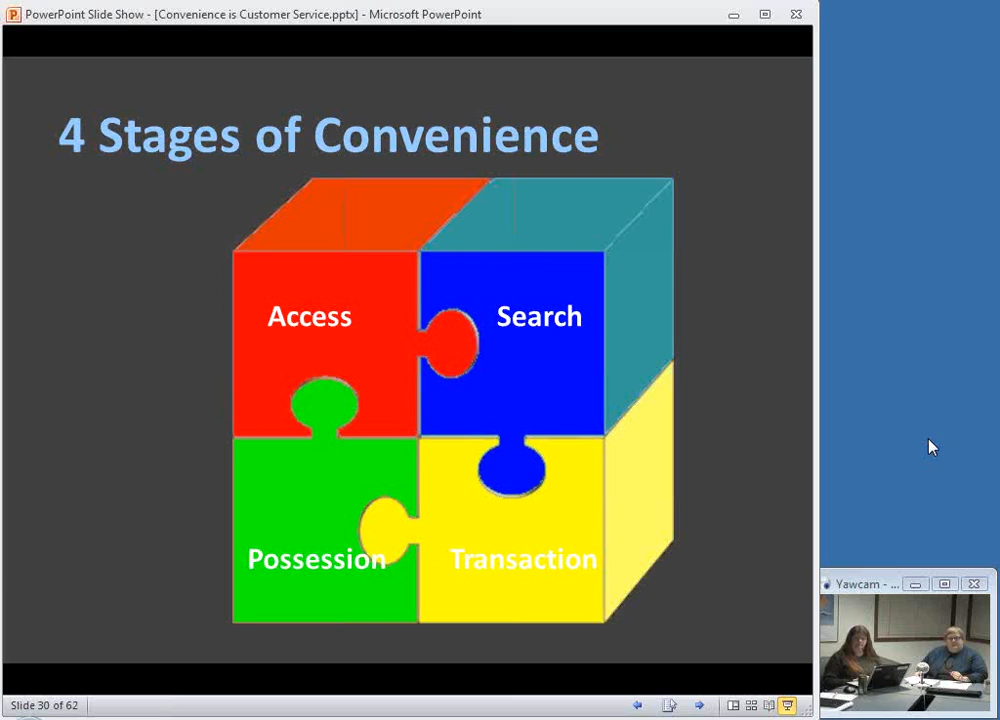 PowerPoint Slide Show - [Convenience is Customer Service.pptx] - Microsoft PowerPoint
4 Stages of Convenience
Access
Search
Possession
Transaction
Yawcam - ...
Slide 30 of 62